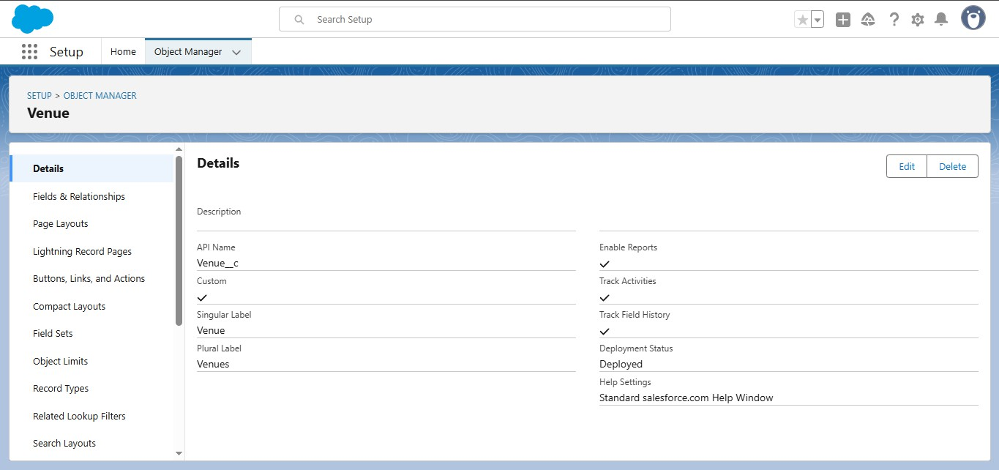 Search Setup
Setup
Home
Object Manager
SETUP > OBJECT MANAGER
Venue
Details
Fields & Relationships
Page Layouts
Lightning Record Pages
Buttons, Links, and Actions
Compact Layouts
Field Sets
Object Limits
Record Types
Related Lookup Filters
Search Layouts
Details
Edit
Delete
Description
API Name
Venue__c
Custom
Singular Label
Venue
Plural Label
Venues
Enable Reports
Track Activities
Track Field History
Deployment Status
Deployed
Help Settings
Standard salesforce.com Help Window